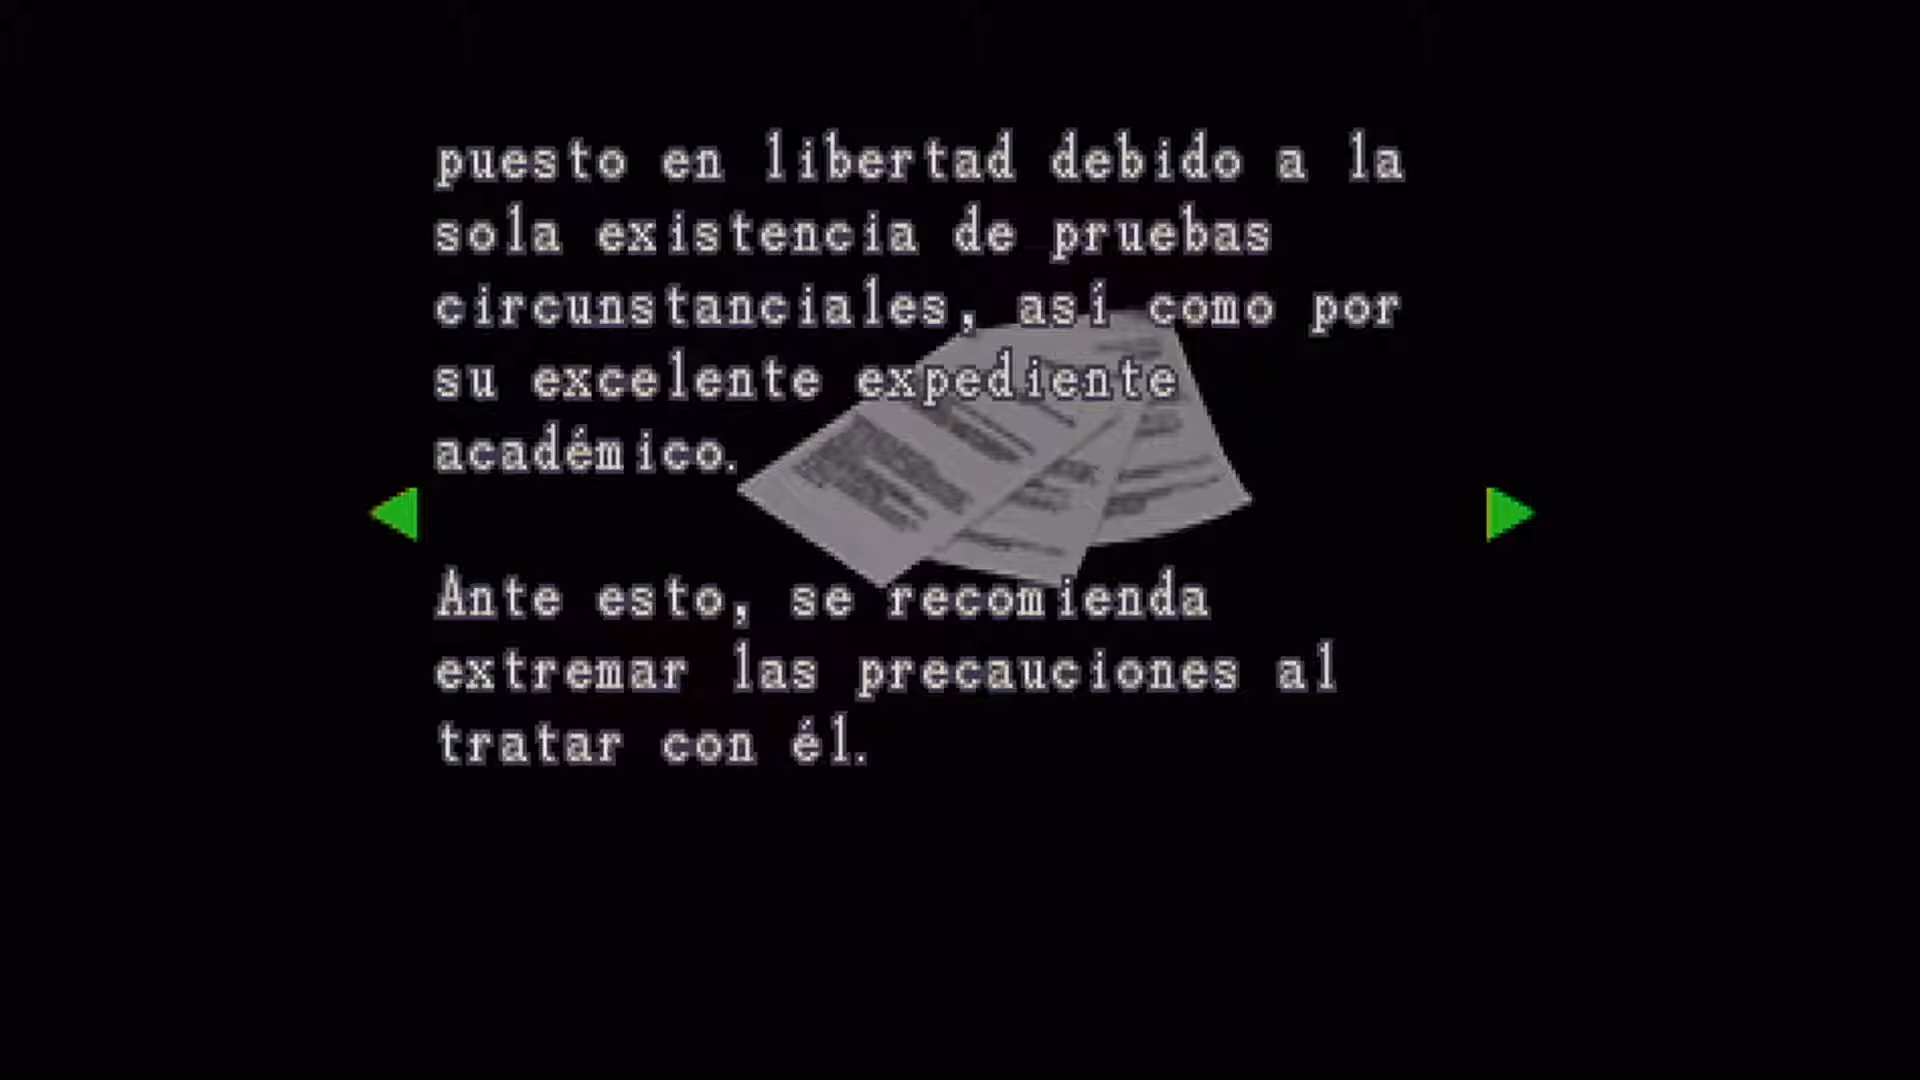 puesto en libertad debido a la
sola existencia de pruebas
circunstanciales, así como por
su excelente expediente
académico.
Ante esto, se recomienda
extremar las precauciones al
tratar con él.